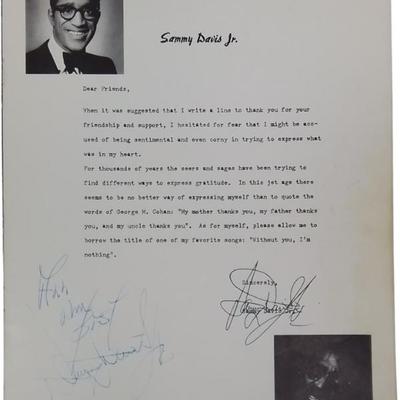 Sammy Davis Jr.
Dear Friends,
When it was suggested that I write a line to thank you for your
friendship and support, I hesitated for fear that I might be acc-
used of being sentimental and even corny in trying to express what
was in my heart.
For thousands of years the seers and sages have been trying to
find different ways to express gratitude. In this jet age there
seems to be no better way of expressing myself than to quote the
words of George M. Cohan: "My mother thanks you, my father thanks
you, and my uncle thanks you". As for myself, please allow me to
borrow the title of one of my favorite songs: "Without you, I'm
nothing".
Sincerely,
Sammy Davis Jr.